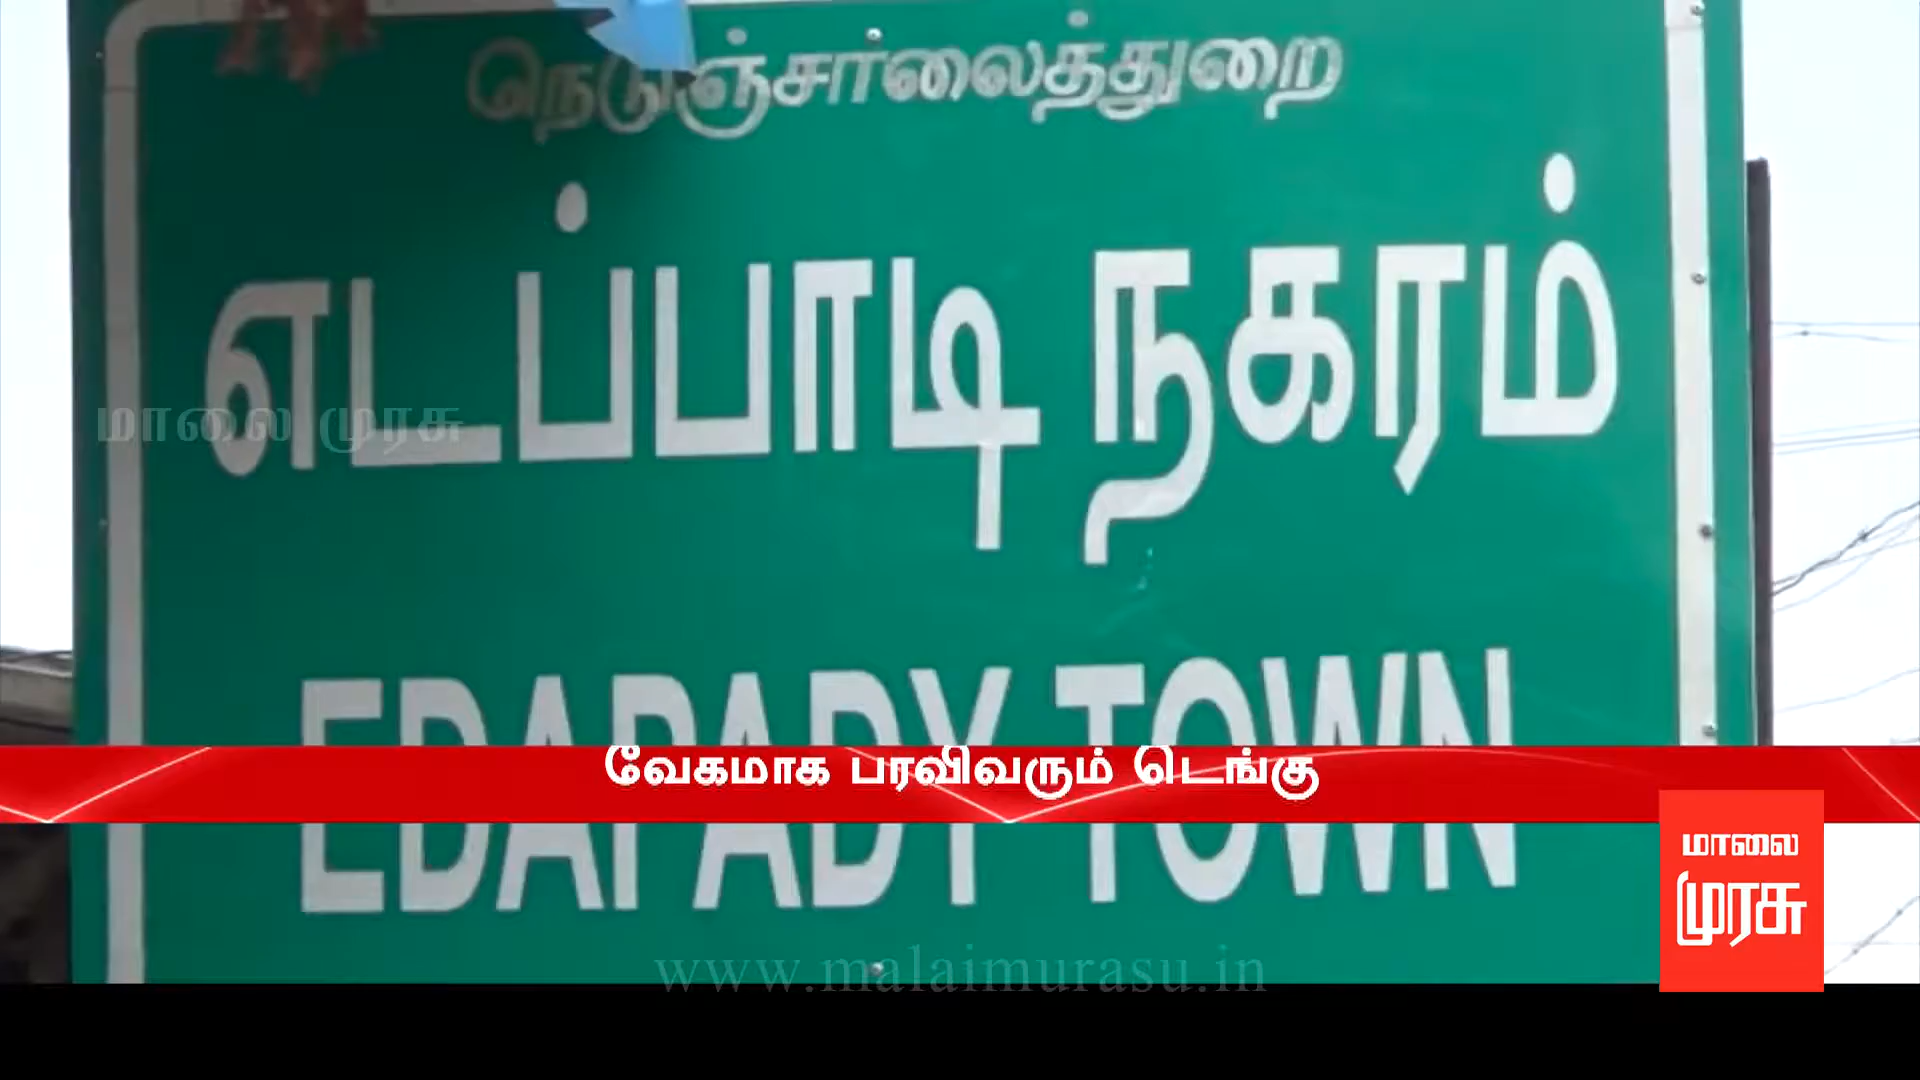 நெடுஞ்சாலைத்துறை
எடப்பாடி நகரம்
மாலை முரசு
EDAPADY TOWN
வேகமாக பரவிவரும் டெங்கு
மாலை
முரசு
www.malaimurasu.in